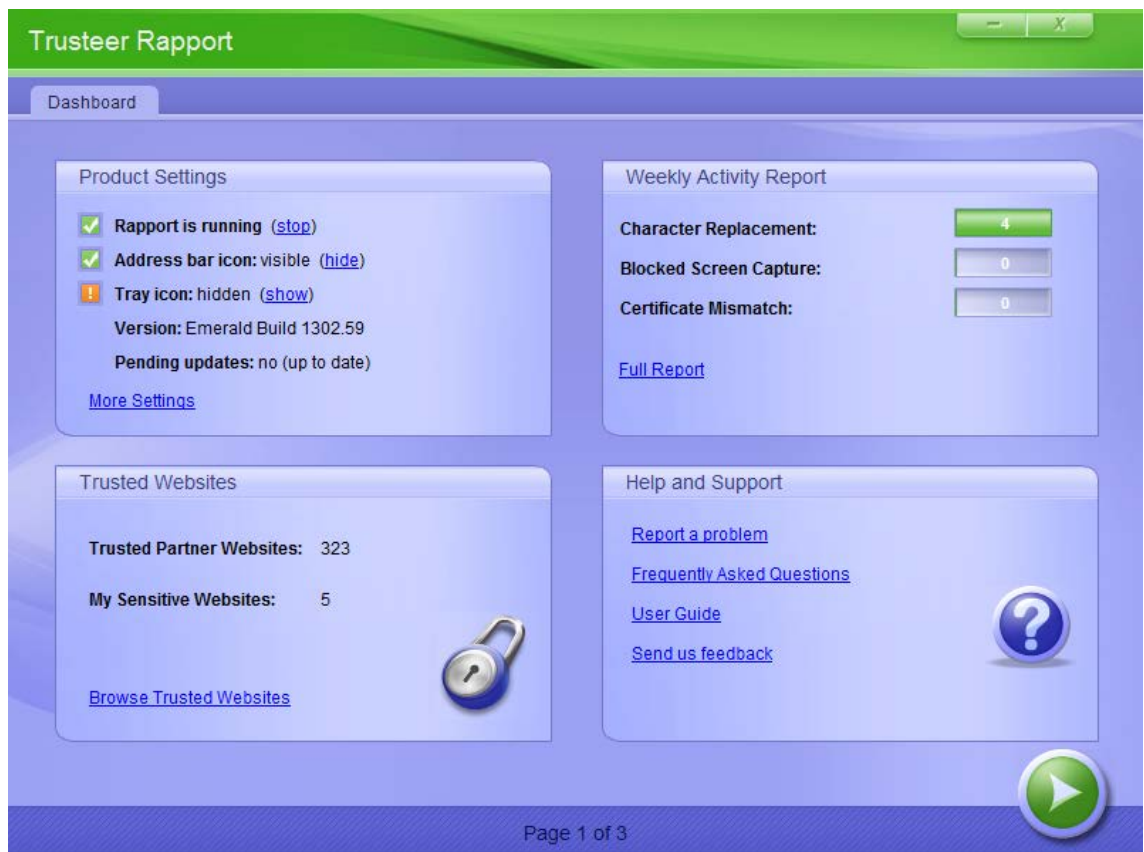 Trusteer Rapport
– X
Dashboard
Product Settings
Rapport is running (stop)
Address bar icon: visible (hide)
! Tray icon: hidden (show)
Version: Emerald Build 1302.59
Pending updates: no (up to date)
More Settings
Weekly Activity Report
Character Replacement: 4
Blocked Screen Capture: 0
Certificate Mismatch: 0
Full Report
Trusted Websites
Trusted Partner Websites: 323
My Sensitive Websites: 5
Browse Trusted Websites
Help and Support
Report a problem
Frequently Asked Questions
User Guide
Send us feedback
?
Page 1 of 3